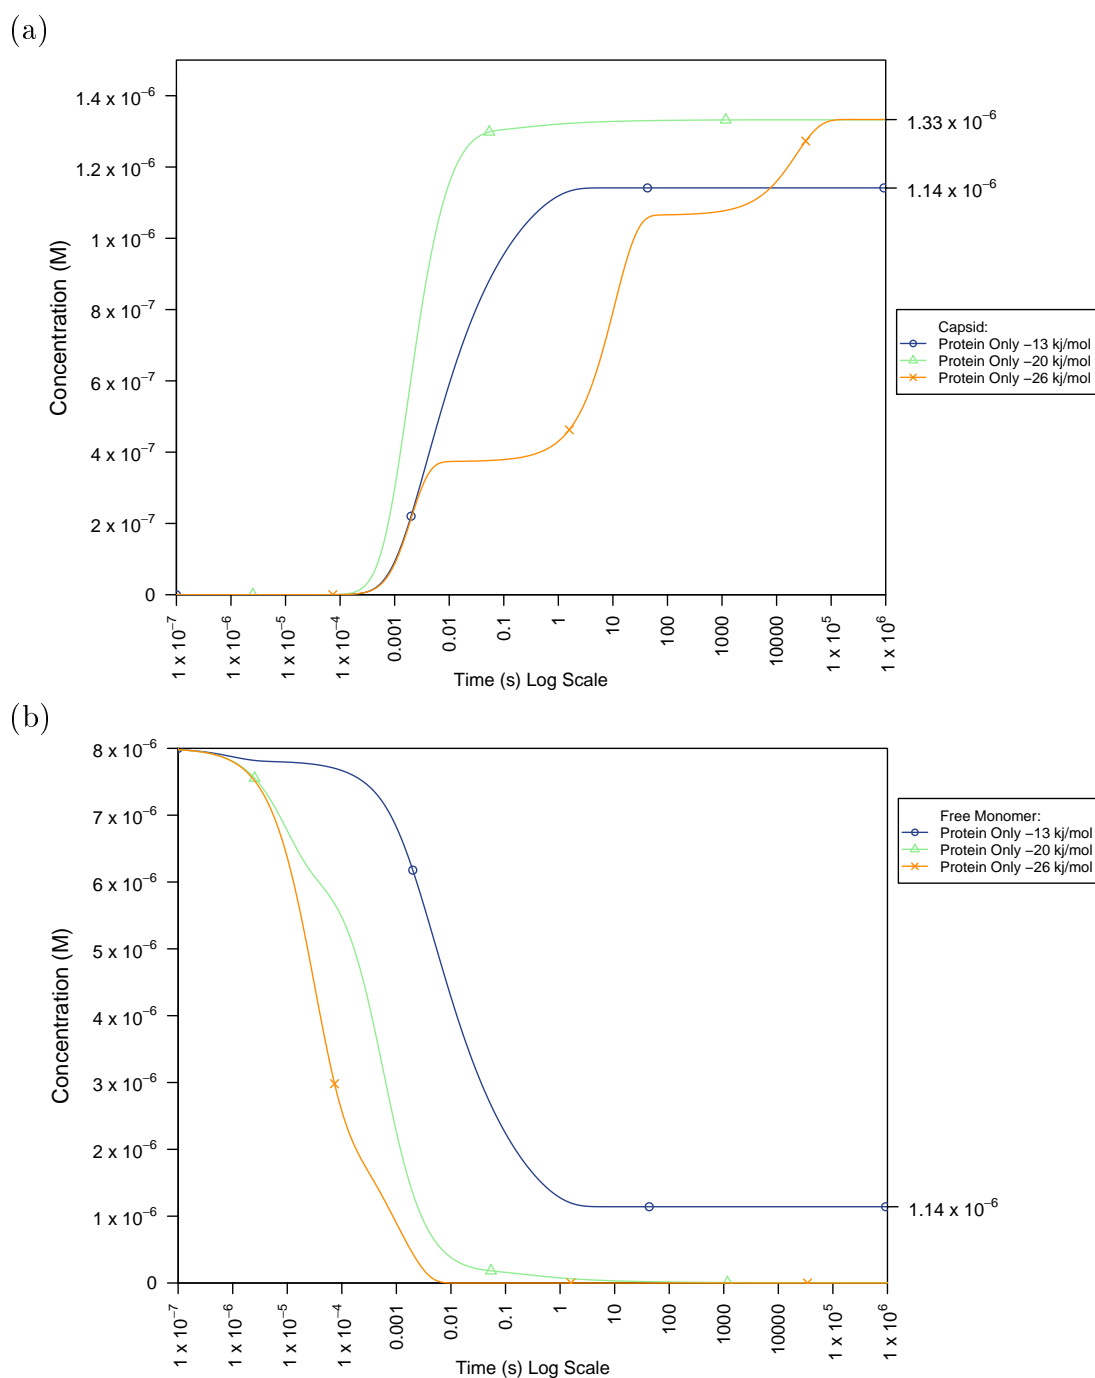 (a)
1.4 x 10⁻⁶
1.2 x 10⁻⁶
1 x 10⁻⁶
8 x 10⁻⁷
6 x 10⁻⁷
4 x 10⁻⁷
2 x 10⁻⁷
0
Concentration (M)
1.33 x 10⁻⁶
1.14 x 10⁻⁶
Capsid:
Protein Only −13 kj/mol
Protein Only −20 kj/mol
Protein Only −26 kj/mol
1 x 10⁻⁷
1 x 10⁻⁶
1 x 10⁻⁵
1 x 10⁻⁴
0.001
0.01
0.1
1
10
100
1000
10000
1 x 10⁵
1 x 10⁶
Time (s) Log Scale
(b)
8 x 10⁻⁶
7 x 10⁻⁶
6 x 10⁻⁶
5 x 10⁻⁶
4 x 10⁻⁶
3 x 10⁻⁶
2 x 10⁻⁶
1 x 10⁻⁶
0
Concentration (M)
Free Monomer:
Protein Only −13 kj/mol
Protein Only −20 kj/mol
Protein Only −26 kj/mol
1.14 x 10⁻⁶
1 x 10⁻⁷
1 x 10⁻⁶
1 x 10⁻⁵
1 x 10⁻⁴
0.001
0.01
0.1
1
10
100
1000
10000
1 x 10⁵
1 x 10⁶
Time (s) Log Scale